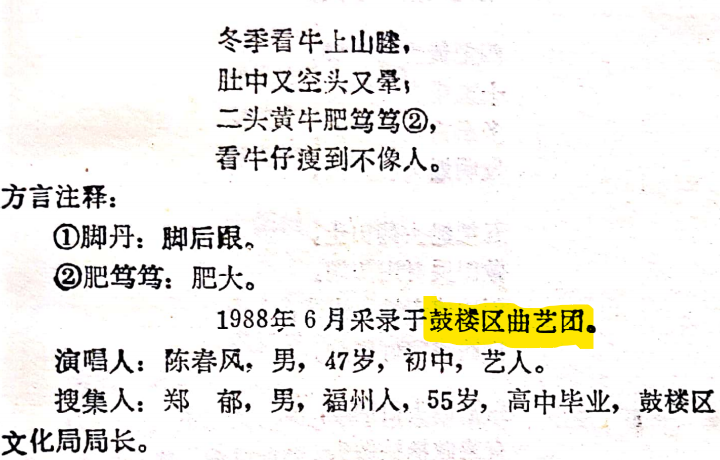 冬季看牛上山塍，
肚中又空头又晕；
二头黄牛肥笃笃②，
看牛仔瘦到不像人。
方言注释：
①脚丹：脚后跟。
②肥笃笃：肥大。
1988年6月采录于鼓楼区曲艺团。
演唱人：陈春风，男，47岁，初中，艺人。
搜集人：郑　郁，男，福州人，55岁，高中毕业，鼓楼区
文化局局长。